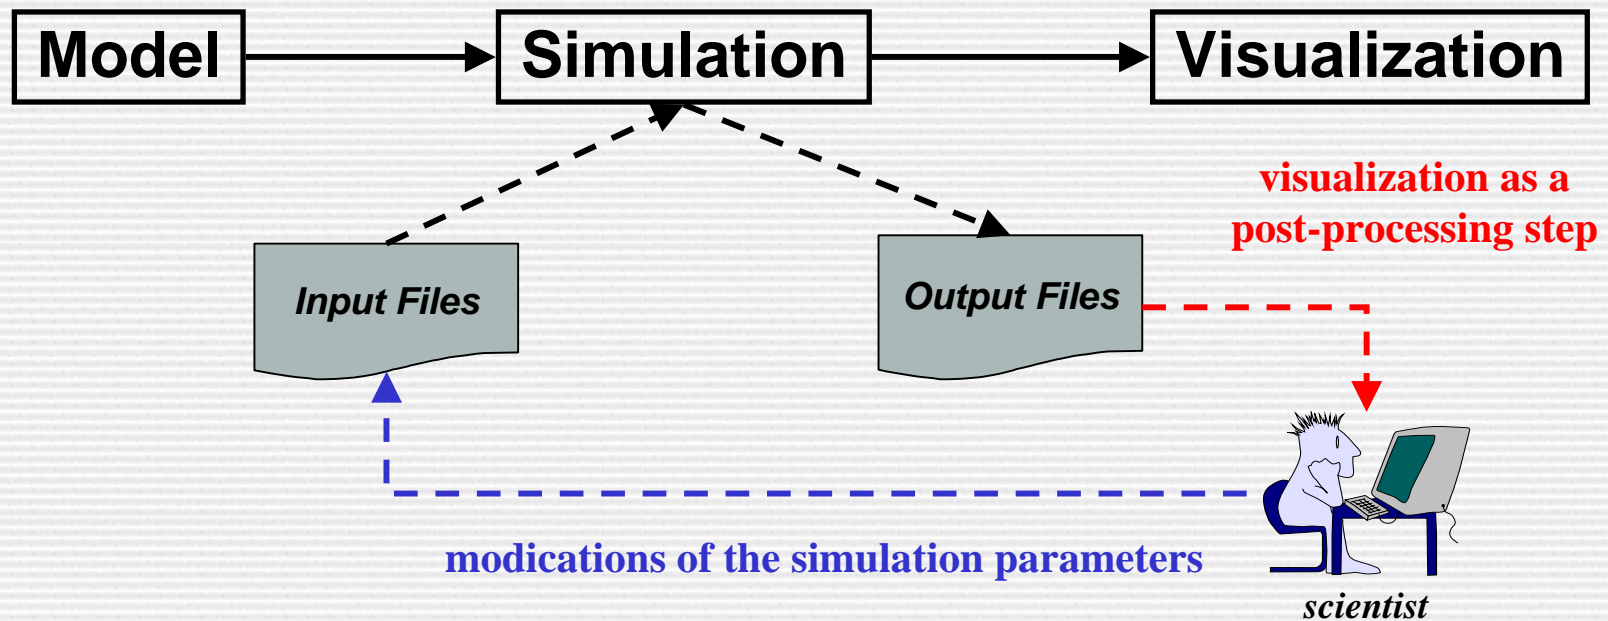 Model
Simulation
Visualization
visualization as a
post-processing step
Input Files
Output Files
modications of the simulation parameters
scientist